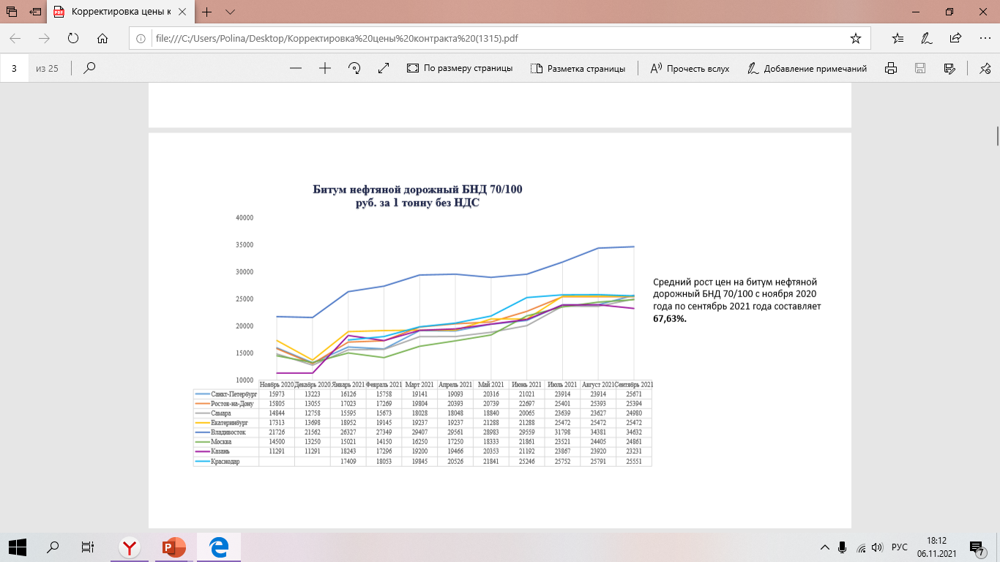 Корректировка цены к
file:///C:/Users/Polina/Desktop/Корректировка%20цены%20контракта%20(1315).pdf
3 из 25 По размеру страницы Разметка страницы Прочесть вслух Добавление примечаний
Битум нефтяной дорожный БНД 70/100
руб. за 1 тонну без НДС
40000
35000
30000
25000
20000
15000
10000
Средний рост цен на битум нефтяной
дорожный БНД 70/100 с ноября 2020
года по сентябрь 2021 года составляет
67,63%.
Ноябрь 2020 Декабрь 2020 Январь 2021 Февраль 2021 Март 2021 Апрель 2021 Май 2021 Июнь 2021 Июль 2021 Август 2021 Сентябрь 2021
Санкт-Петербург 15973 13223 16126 15758 19141 19093 20316 21021 23914 23914 25671
Ростов-на-Дону 15805 13055 17023 17269 19804 20393 20739 22697 25401 25393 25394
Самара 14844 12758 15595 15673 18028 18048 18840 20065 23639 23627 24980
Екатеринбург 17313 13698 18952 19145 19237 19237 21288 21288 25472 25472 25472
Владивосток 21726 21562 26327 27349 29407 29561 28983 29559 31798 34381 34632
Москва 14500 13250 15021 14150 16250 17250 18333 21861 23521 24405 24861
Казань 11291 11291 18243 17296 19200 19466 20353 21192 23867 23920 23231
Краснодар 17409 18053 19845 20526 21841 25246 25752 25791 25551
РУС
18:12
06.11.2021
7